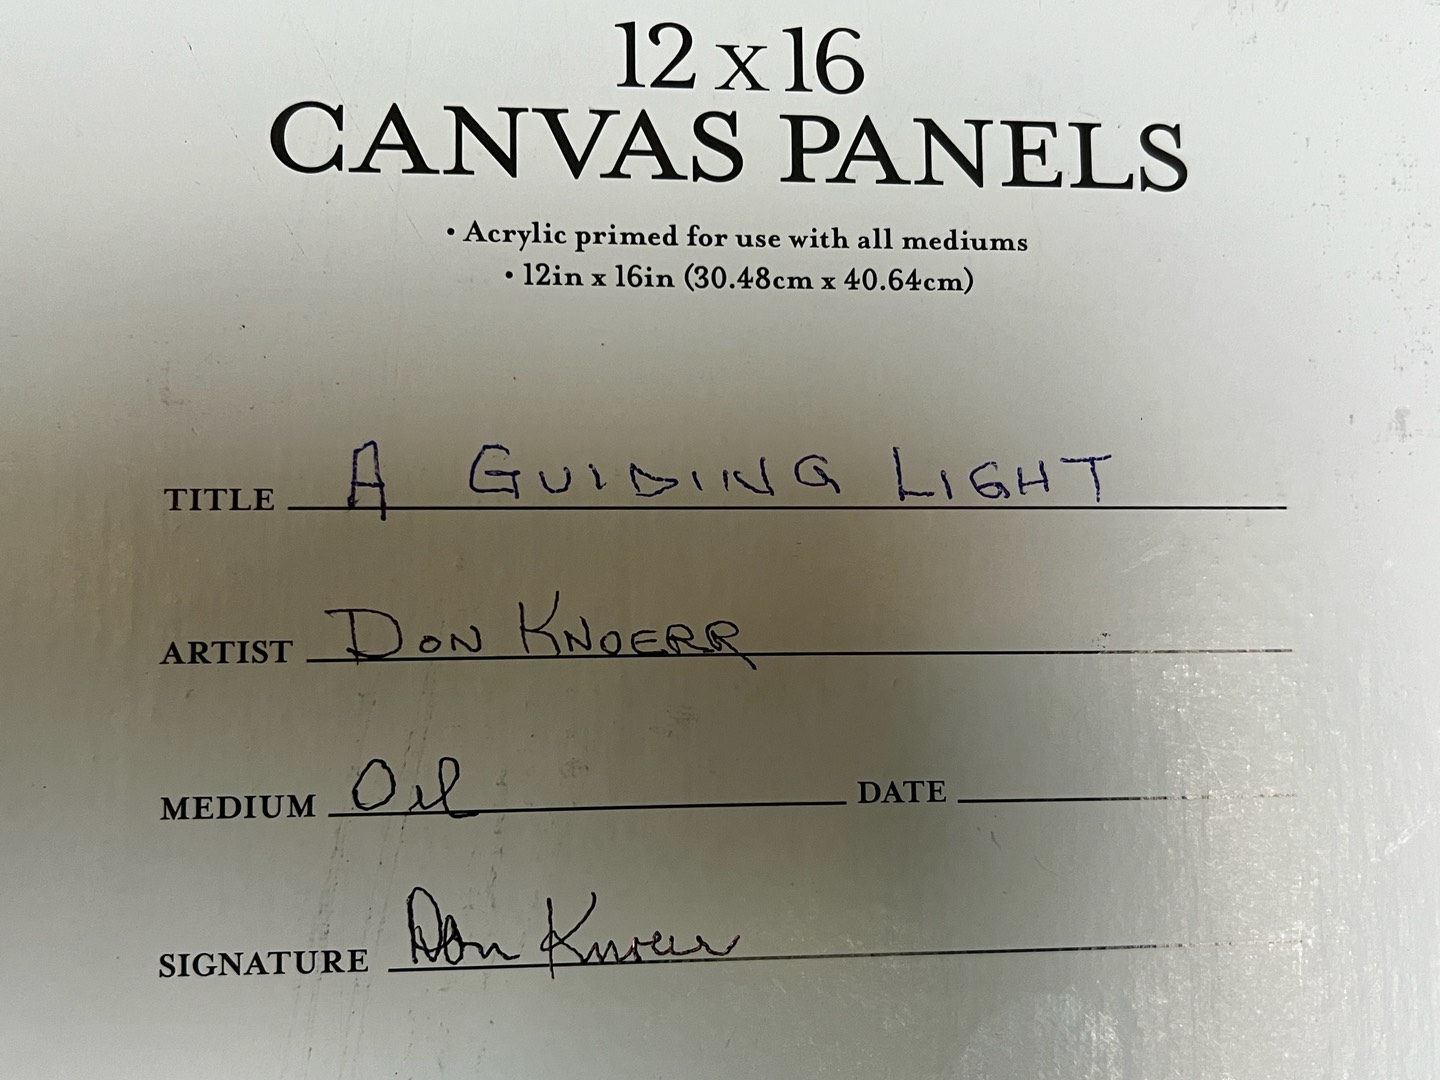 12 x 16
CANVAS PANELS
• Acrylic primed for use with all mediums
• 12in x 16in (30.48cm x 40.64cm)
TITLE A GUIDING LIGHT
ARTIST DON KNOERR
MEDIUM Oil DATE
SIGNATURE Don Knoerr